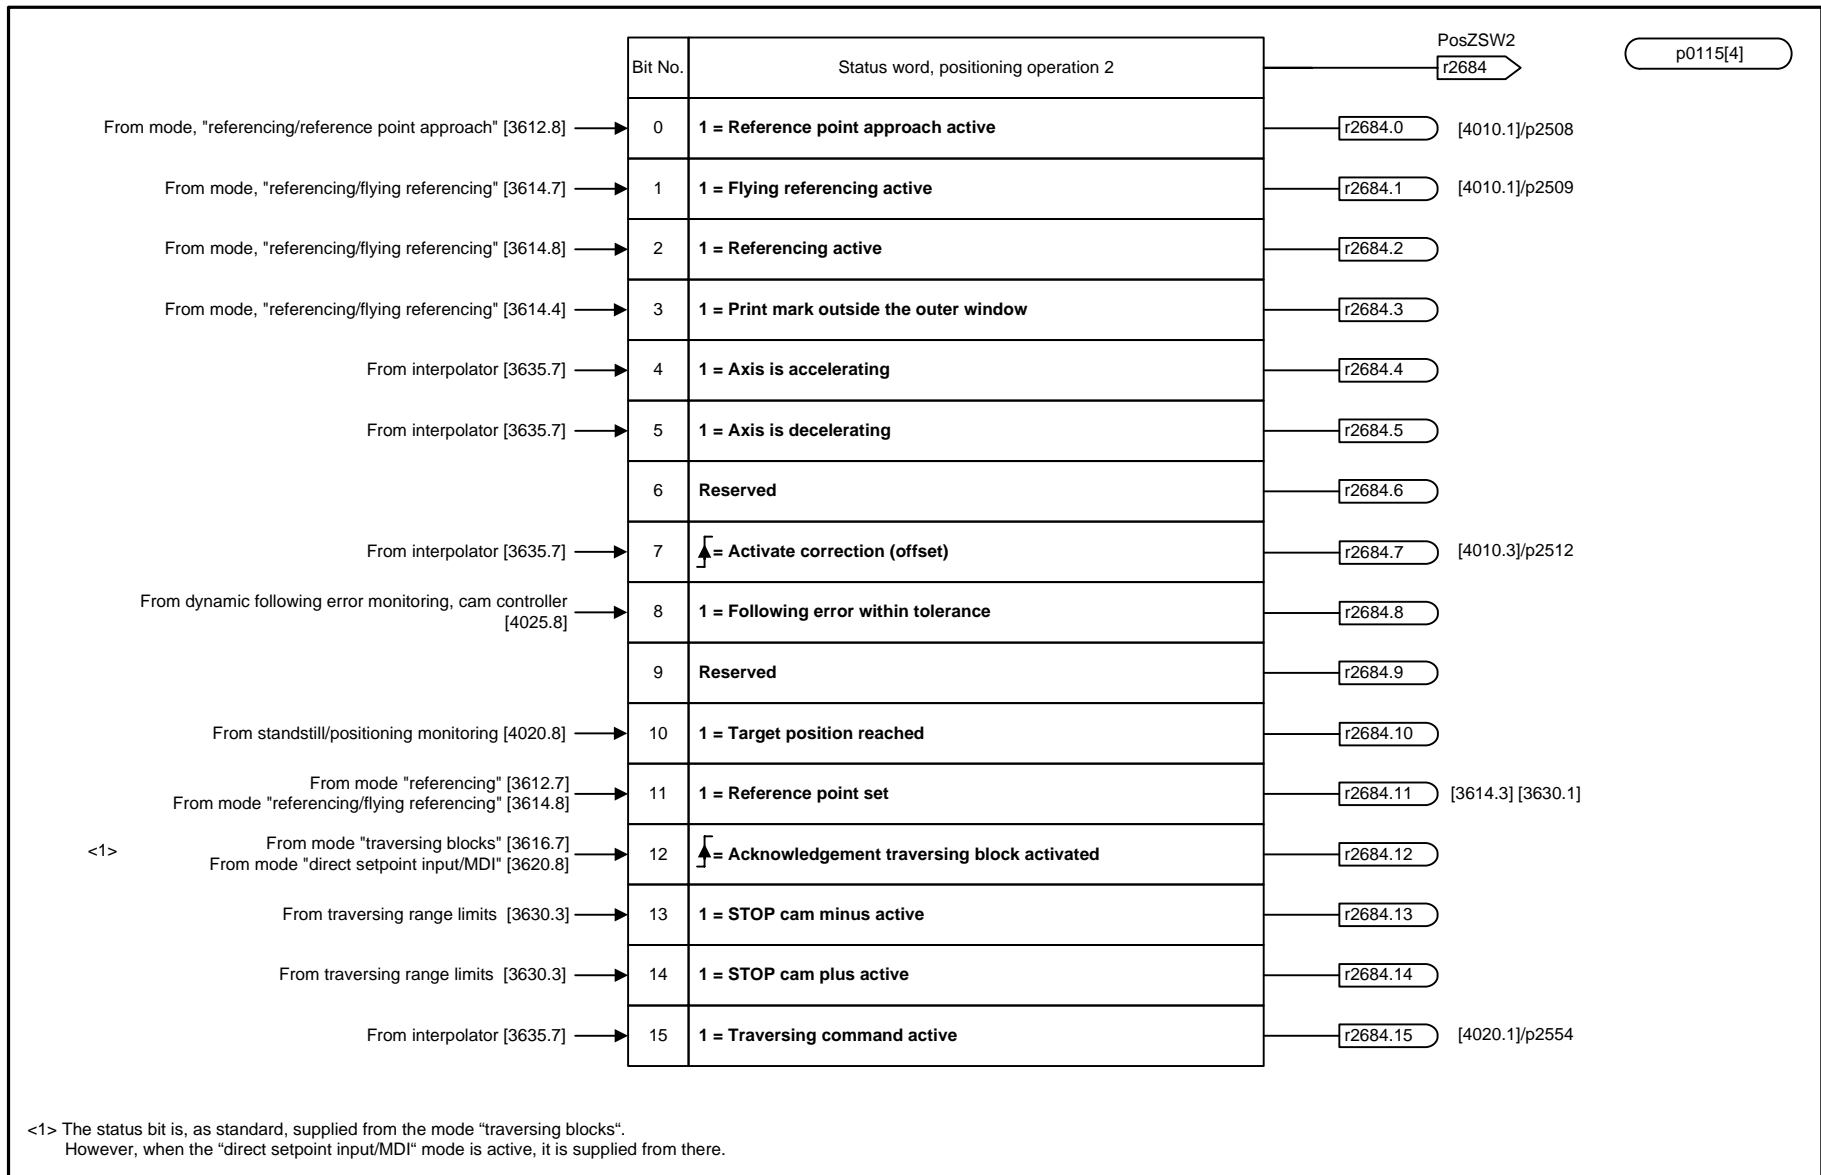 PosZSW2
Bit No. Status word, positioning operation 2 r2684 p0115[4]
From mode, "referencing/reference point approach" [3612.8] 0 1 = Reference point approach active r2684.0 [4010.1]/p2508
From mode, "referencing/flying referencing" [3614.7] 1 1 = Flying referencing active r2684.1 [4010.1]/p2509
From mode, "referencing/flying referencing" [3614.8] 2 1 = Referencing active r2684.2
From mode, "referencing/flying referencing" [3614.4] 3 1 = Print mark outside the outer window r2684.3
From interpolator [3635.7] 4 1 = Axis is accelerating r2684.4
From interpolator [3635.7] 5 1 = Axis is decelerating r2684.5
6 Reserved r2684.6
From interpolator [3635.7] 7 = Activate correction (offset) r2684.7 [4010.3]/p2512
From dynamic following error monitoring, cam controller
[4025.8] 8 1 = Following error within tolerance r2684.8
9 Reserved r2684.9
From standstill/positioning monitoring [4020.8] 10 1 = Target position reached r2684.10
From mode "referencing" [3612.7]
From mode "referencing/flying referencing" [3614.8] 11 1 = Reference point set r2684.11 [3614.3] [3630.1]
<1> From mode "traversing blocks" [3616.7]
From mode "direct setpoint input/MDI" [3620.8] 12 = Acknowledgement traversing block activated r2684.12
From traversing range limits [3630.3] 13 1 = STOP cam minus active r2684.13
From traversing range limits [3630.3] 14 1 = STOP cam plus active r2684.14
From interpolator [3635.7] 15 1 = Traversing command active r2684.15 [4020.1]/p2554
<1> The status bit is, as standard, supplied from the mode “traversing blocks“.
However, when the “direct setpoint input/MDI“ mode is active, it is supplied from there.